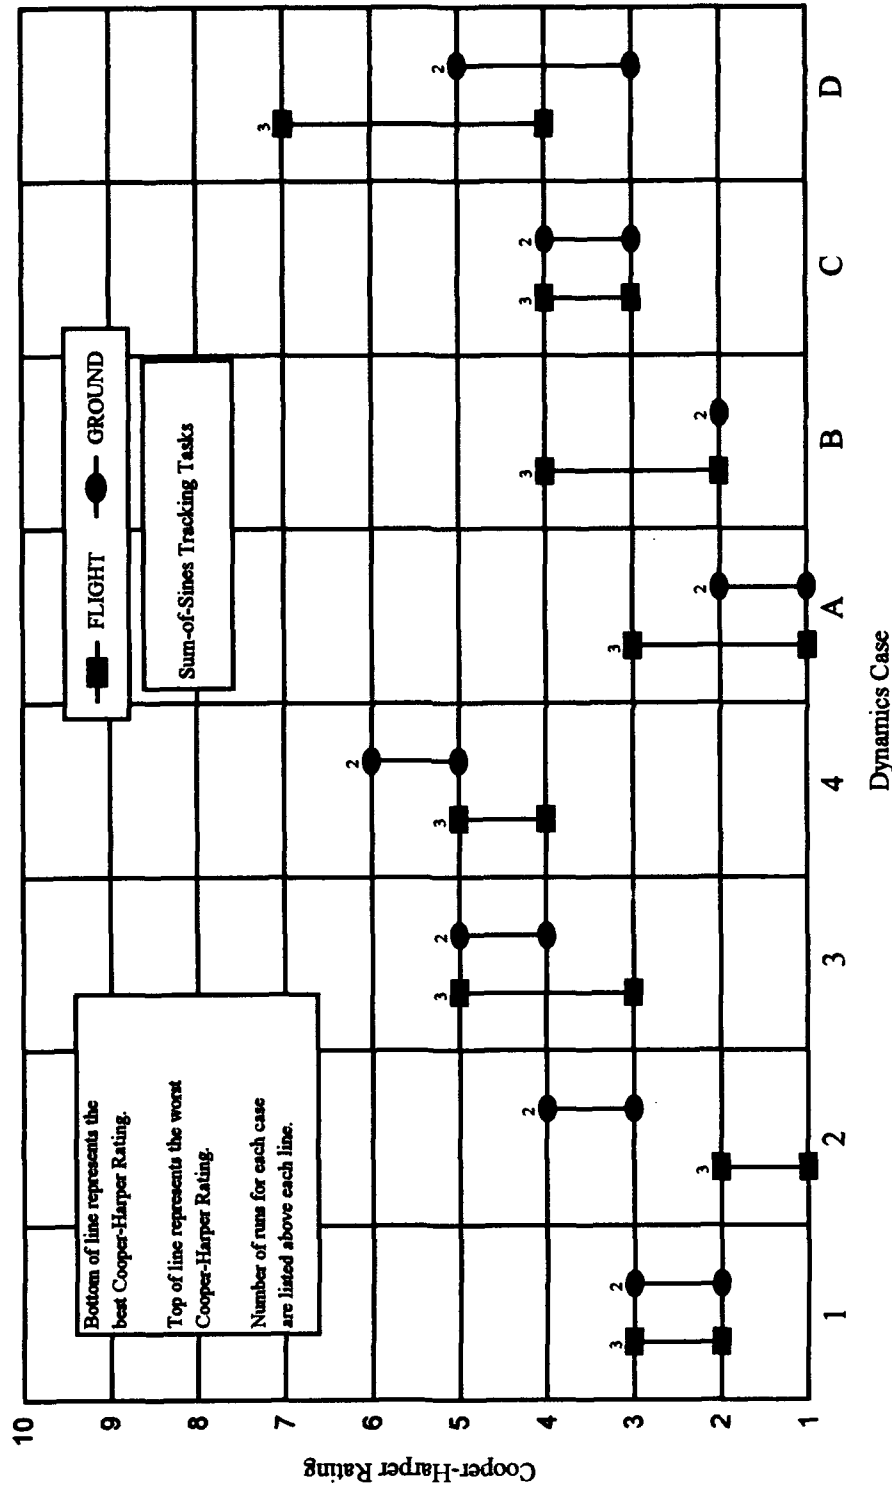 10
9
8
7
6
5
4
3
2
1
Cooper-Harper Rating
Bottom of line represents the
best Cooper-Harper Rating.
Top of line represents the worst
Cooper-Harper Rating.
Number of runs for each case
are listed above each line.
FLIGHT
GROUND
Sum-of-Sines Tracking Tasks
3
2
3
2
3
2
3
2
3
2
3
2
3
2
3
2
1
2
3
4
A
B
C
D
Dynamics Case